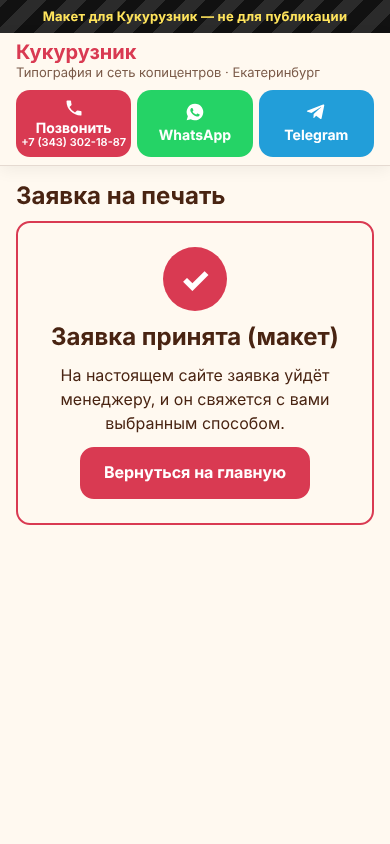 Макет для Кукурузник — не для публикации
Кукурузник
Типография и сеть копицентров · Екатеринбург
Позвонить
+7 (343) 302-18-87
WhatsApp
Telegram
Заявка на печать
Заявка принята (макет)
На настоящем сайте заявка уйдёт
менеджеру, и он свяжется с вами
выбранным способом.
Вернуться на главную